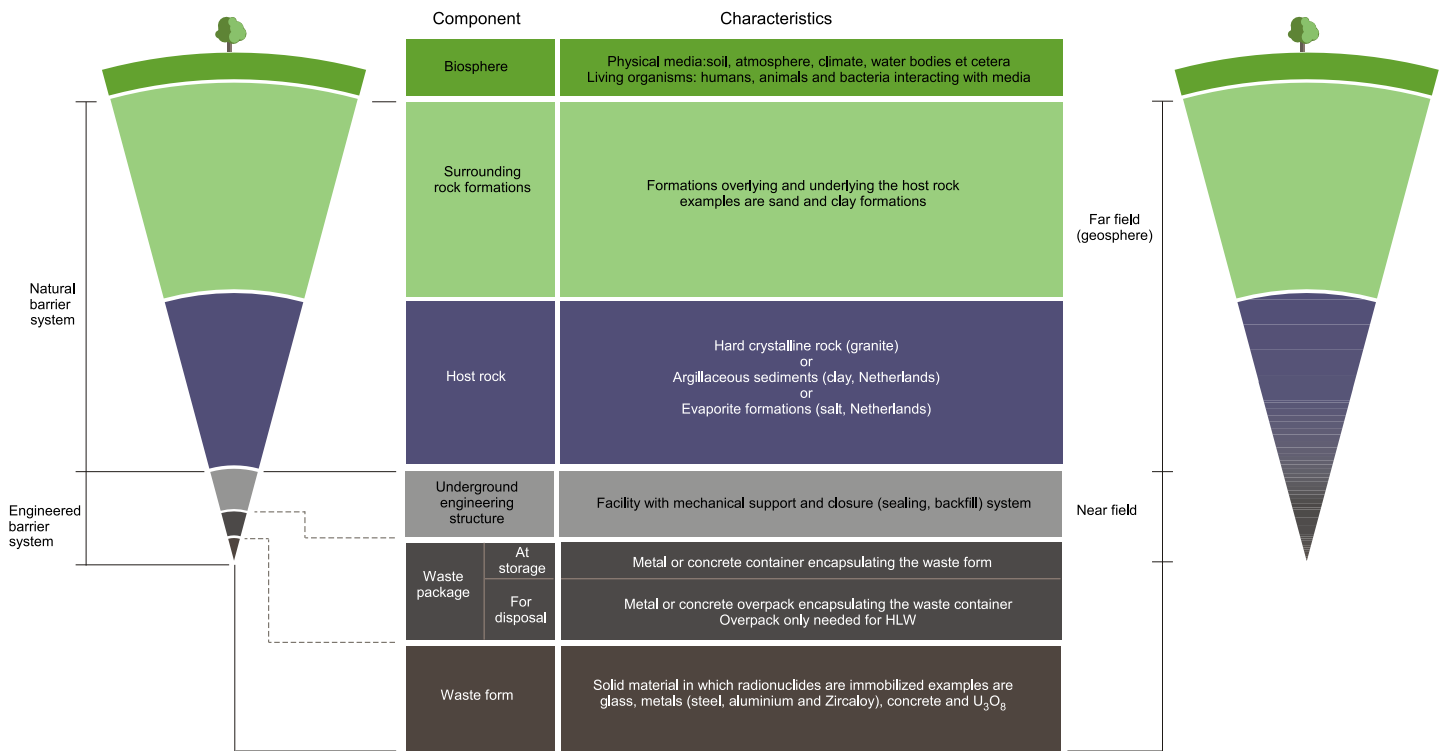 Component
Characteristics
Biosphere
Physical media:soil, atmosphere, climate, water bodies et cetera
Living organisms: humans, animals and bacteria interacting with media
Surrounding
rock formations
Formations overlying and underlying the host rock
examples are sand and clay formations
Natural
barrier
system
Far field
(geosphere)
Host rock
Hard crystalline rock (granite)
or
Argillaceous sediments (clay, Netherlands)
or
Evaporite formations (salt, Netherlands)
Engineered
barrier
system
Underground
engineering
structure
Facility with mechanical support and closure (sealing, backfill) system
Near field
Waste
package
At
storage
Metal or concrete container encapsulating the waste form
For
disposal
Metal or concrete overpack encapsulating the waste container
Overpack only needed for HLW
Waste form
Solid material in which radionuclides are immobilized examples are
glass, metals (steel, aluminium and Zircaloy), concrete and U₃O₈